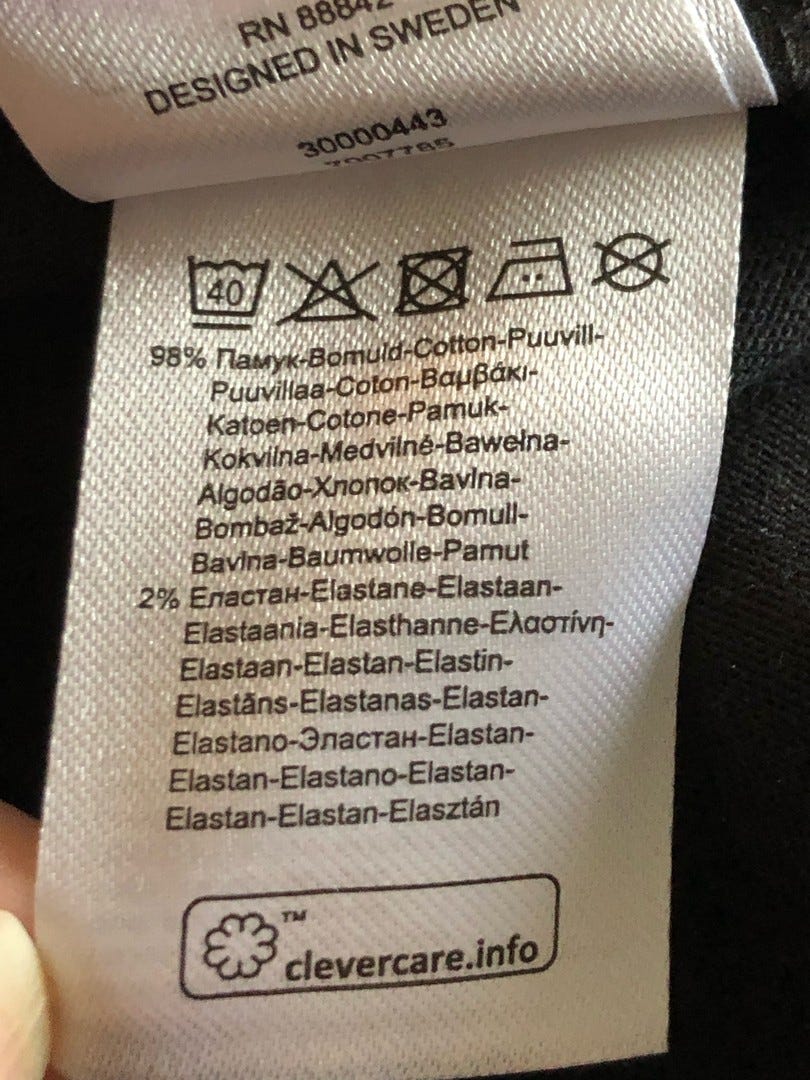 RN 88842
DESIGNED IN SWEDEN
30000443
7007785
40
98% Памук-Bomuld-Cotton-Puuvill-
Puuvillaa-Coton-Βαμβάκι-
Katoen-Cotone-Pamuk-
Kokvilna-Medvilné-Bawełna-
Algodão-Хлопок-Bavlna-
Bombaž-Algodón-Bomull-
Bavlna-Baumwolle-Pamut
2% Еластан-Elastane-Elastaan-
Elastaania-Elasthanne-Ελαστίνη-
Elastaan-Elastan-Elastin-
Elastāns-Elastanas-Elastan-
Elastano-Эластан-Elastan-
Elastan-Elastano-Elastan-
Elastan-Elastan-Elasztán
TM
clevercare.info